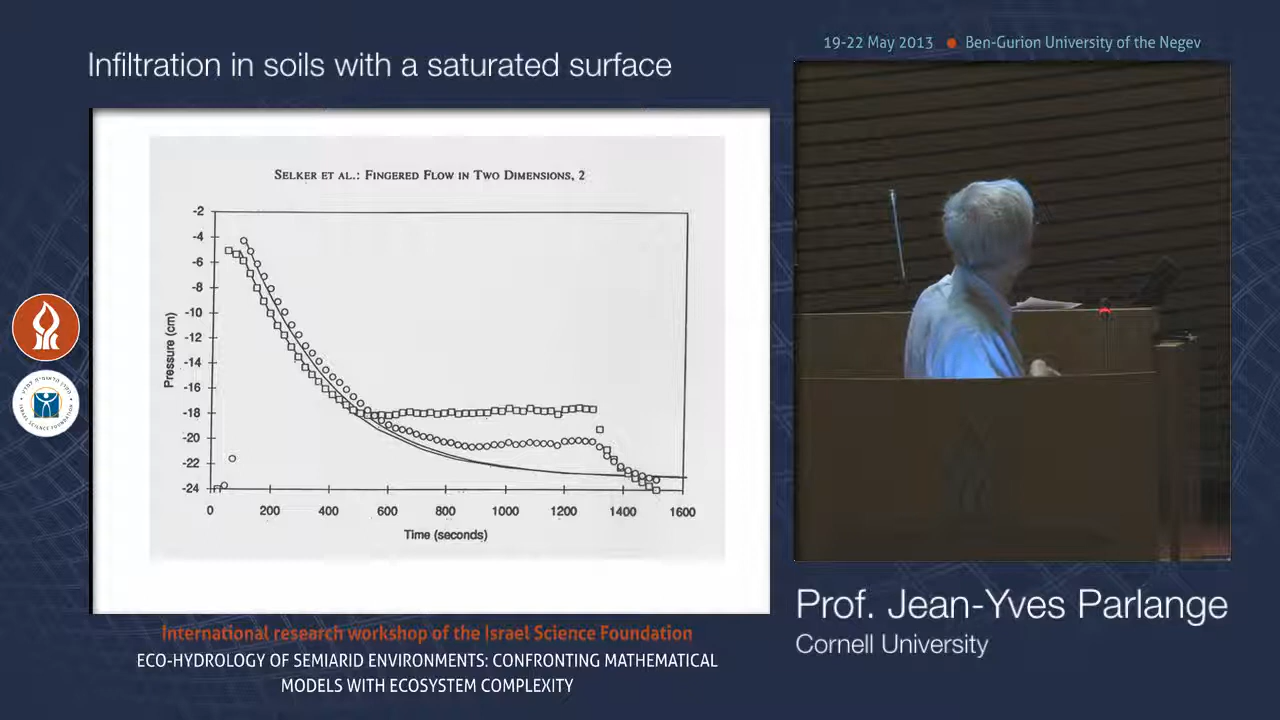 19-22 May 2013 ● Ben-Gurion University of the Negev
Infiltration in soils with a saturated surface
SELKER ET AL.: FINGERED FLOW IN TWO DIMENSIONS, 2
-2
-4
-6
-8
-10
-12
-14
-16
-18
-20
-22
-24
Pressure (cm)
0 200 400 600 800 1000 1200 1400 1600
Time (seconds)
Prof. Jean-Yves Parlange
Cornell University
International research workshop of the Israel Science Foundation
ECO-HYDROLOGY OF SEMIARID ENVIRONMENTS: CONFRONTING MATHEMATICAL
MODELS WITH ECOSYSTEM COMPLEXITY